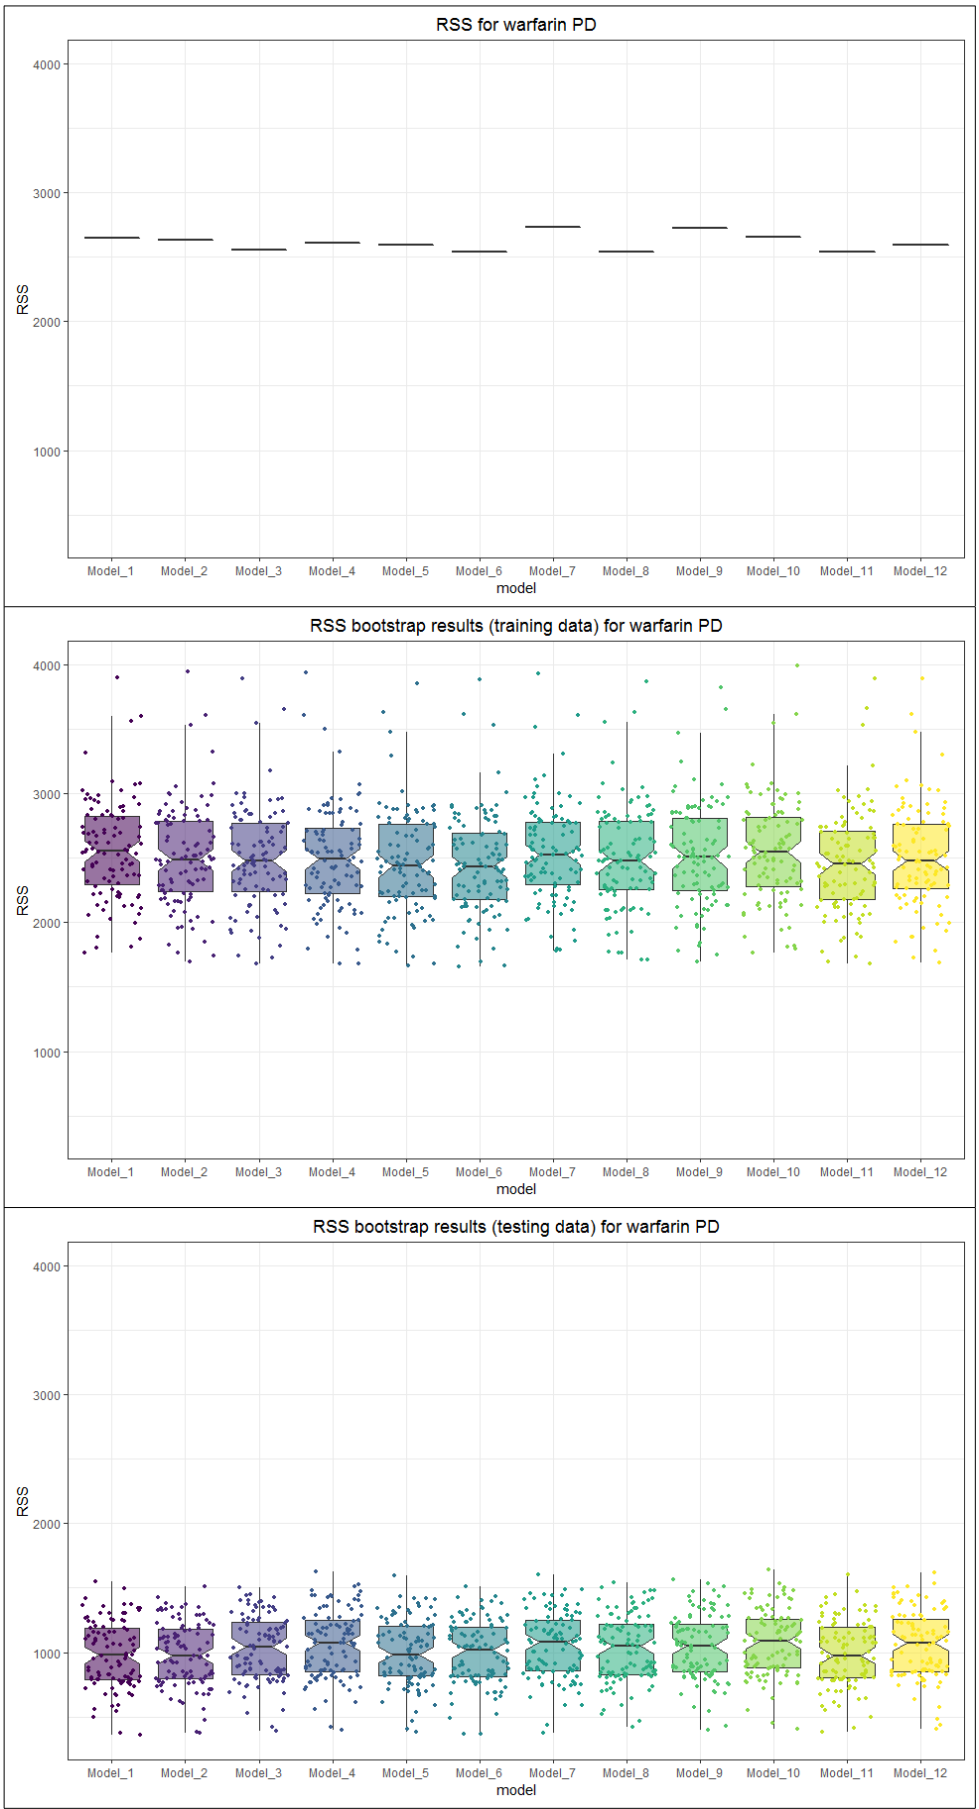 RSS for warfarin PD
4000
3000
2000
1000
RSS
Model_1 Model_2 Model_3 Model_4 Model_5 Model_6 Model_7 Model_8 Model_9 Model_10 Model_11 Model_12
model
RSS bootstrap results (training data) for warfarin PD
4000
3000
2000
1000
RSS
Model_1 Model_2 Model_3 Model_4 Model_5 Model_6 Model_7 Model_8 Model_9 Model_10 Model_11 Model_12
model
RSS bootstrap results (testing data) for warfarin PD
4000
3000
2000
1000
RSS
Model_1 Model_2 Model_3 Model_4 Model_5 Model_6 Model_7 Model_8 Model_9 Model_10 Model_11 Model_12
model